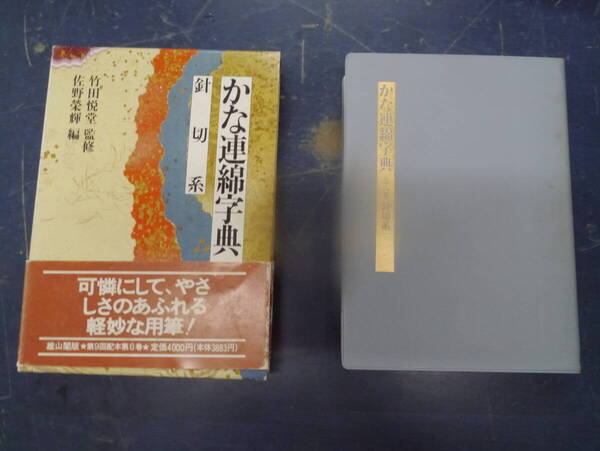 かな連綿字典
針切系
竹田悦堂 監修
佐野榮輝 編
可憐にして、やさ
しさのあふれる
軽妙な用筆!
雄山閣版★第9回配本第6巻★定価4000円(本体3883円)
かな連綿字典
針切系